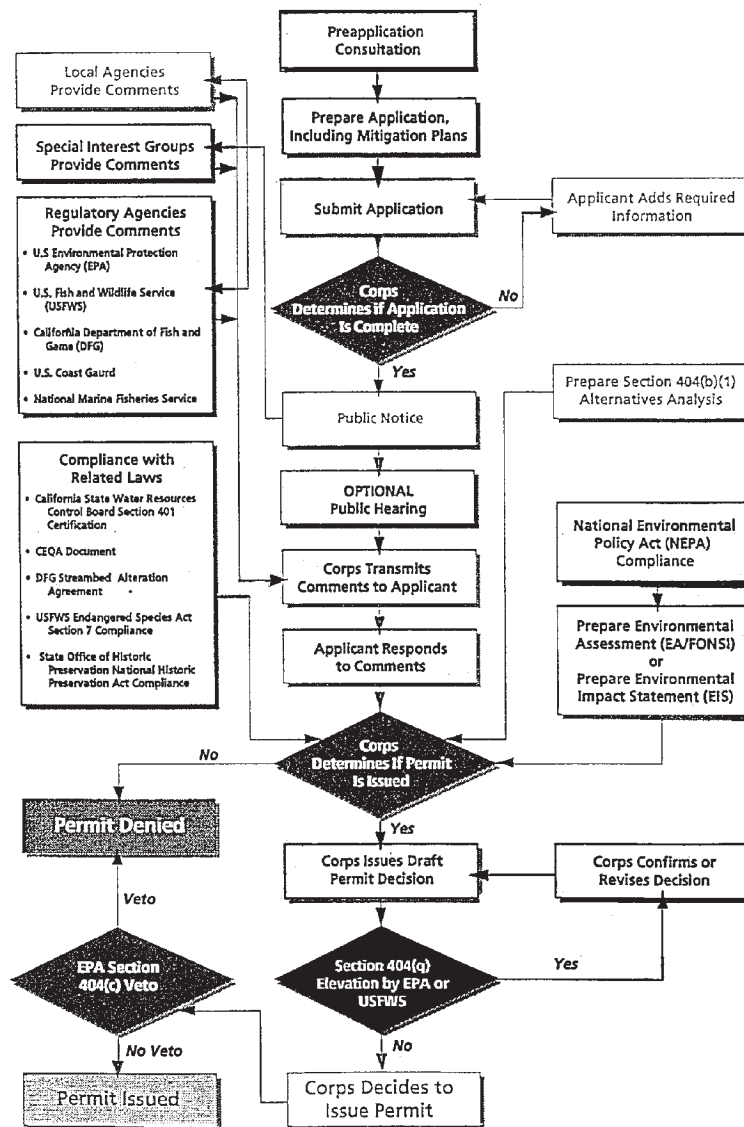 Preapplication
Consultation
Local Agencies
Provide Comments
Prepare Application,
Including Mitigation Plans
Special Interest Groups
Provide Comments
Submit Application
Applicant Adds Required
Information
Regulatory Agencies
Provide Comments
• U.S Environmental Protection
Agency (EPA)
• U.S. Fish and Wildlife Service
(USFWS)
• California Department of Fish and
Game (DFG)
• U.S. Coast Gaurd
• National Marine Fisheries Service
Corps
Determines if Application
Is Complete
No
Yes
Prepare Section 404(b)(1)
Alternatives Analysis
Public Notice
Compliance with
Related Laws
• California State Water Resources
Control Board Section 401
Certification
• CEQA Document
• DFG Streambed Alteration
Agreement
• USFWS Endangered Species Act
Section 7 Compliance
• State Office of Historic
Preservation National Historic
Preservation Act Compliance
OPTIONAL
Public Hearing
National Environmental
Policy Act (NEPA)
Compliance
Corps Transmits
Comments to Applicant
Prepare Environmental
Assessment (EA/FONSI)
or
Prepare Environmental
Impact Statement (EIS)
Applicant Responds
to Comments
Corps
Determines If Permit
Is Issued
No
Yes
Permit Denied
Corps Issues Draft
Permit Decision
Corps Confirms or
Revises Decision
Veto
EPA Section
404(c) Veto
Section 404(q)
Elevation by EPA or
USFWS
Yes
No Veto
No
Permit Issued
Corps Decides to
Issue Permit